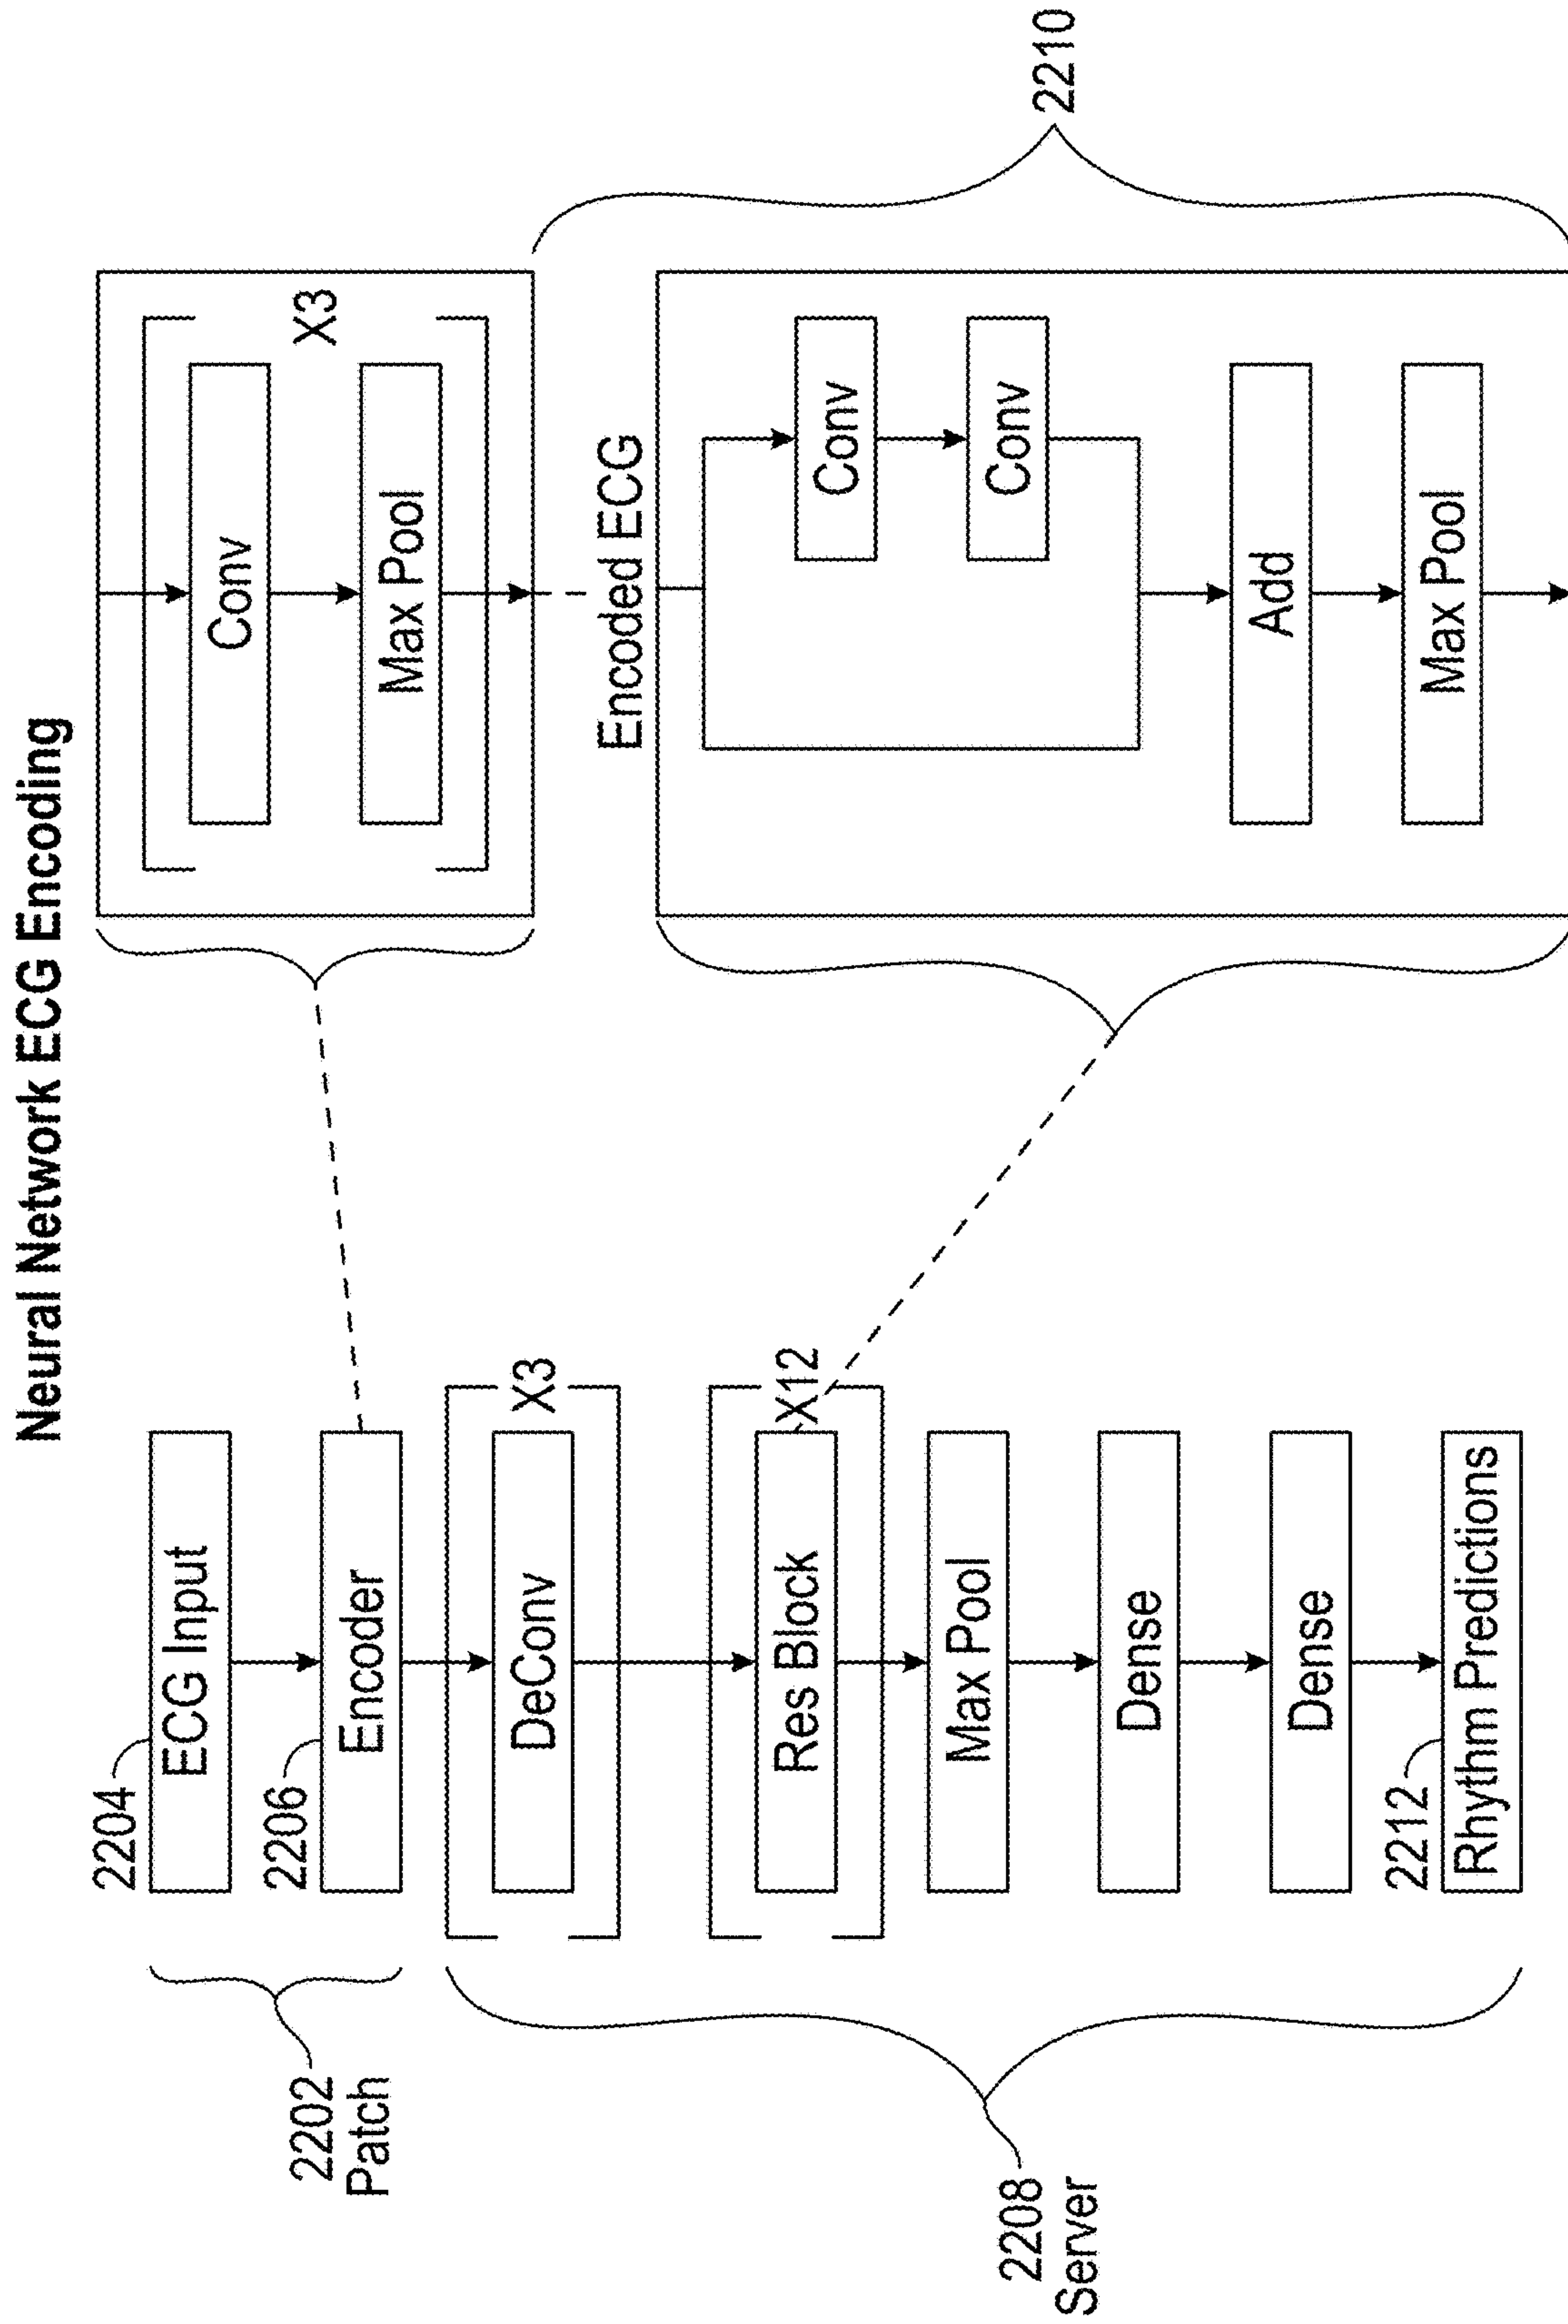 Neural Network ECG Encoding
2204
ECG Input
2206
Encoder
2202
Patch
DeConv
X3
Res Block
X12
Max Pool
Dense
Dense
2212
Rhythm Predictions
2208
Server
Conv
X3
Max Pool
Encoded ECG
Conv
Conv
Add
Max Pool
2210